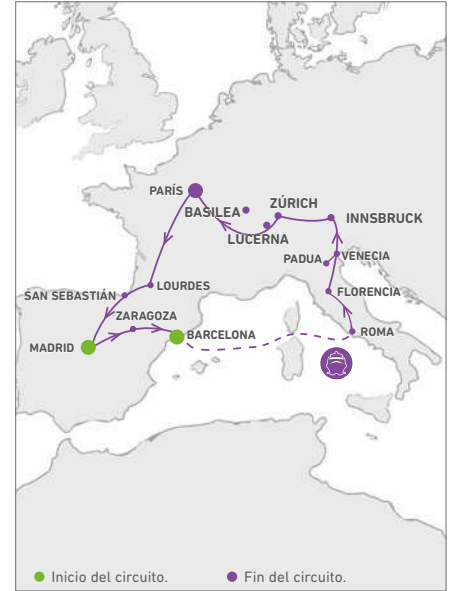 PARÍS
BASILEA
ZÚRICH
INNSBRUCK
LUCERNA
PADUA
VENECIA
LOURDES
FLORENCIA
SAN SEBASTIÁN
ZARAGOZA
BARCELONA
ROMA
MADRID
Inicio del circuito.
Fin del circuito.